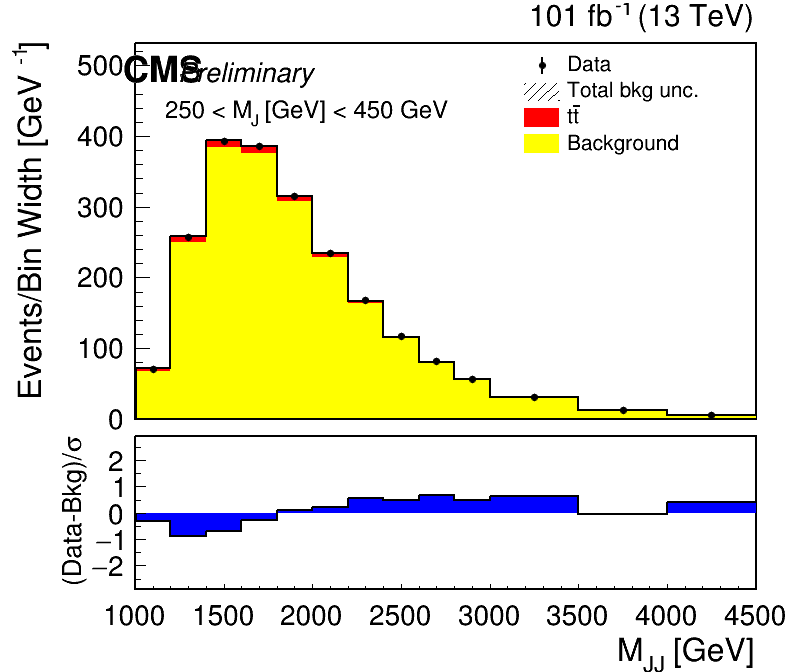 101 fb-1 (13 TeV)
CMS Preliminary
250 < MJ [GeV] < 450 GeV
Data
Total bkg unc.
tt̄
Background
Events/Bin Width [GeV-1]
500
400
300
200
100
0
(Data-Bkg)/σ
2
1
0
−1
−2
1000 1500 2000 2500 3000 3500 4000 4500
MJJ [GeV]